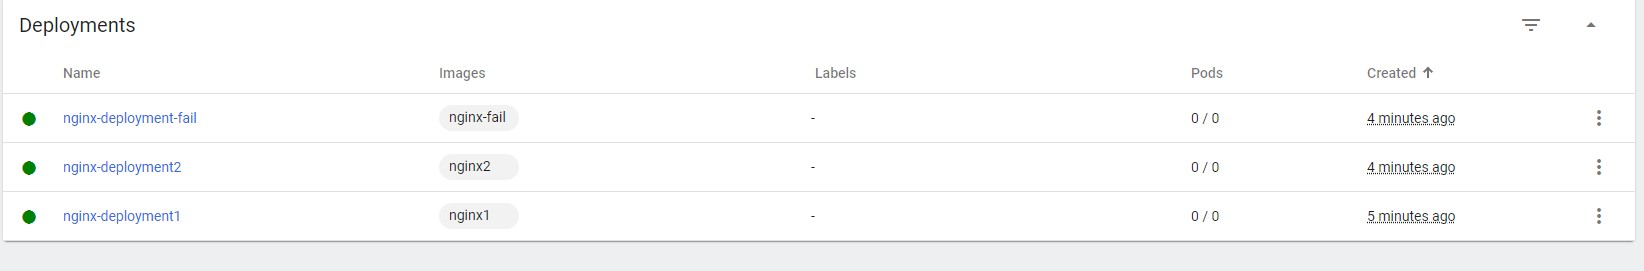 Deployments
Name Images Labels Pods Created
nginx-deployment-fail nginx-fail - 0 / 0 4 minutes ago
nginx-deployment2 nginx2 - 0 / 0 4 minutes ago
nginx-deployment1 nginx1 - 0 / 0 5 minutes ago